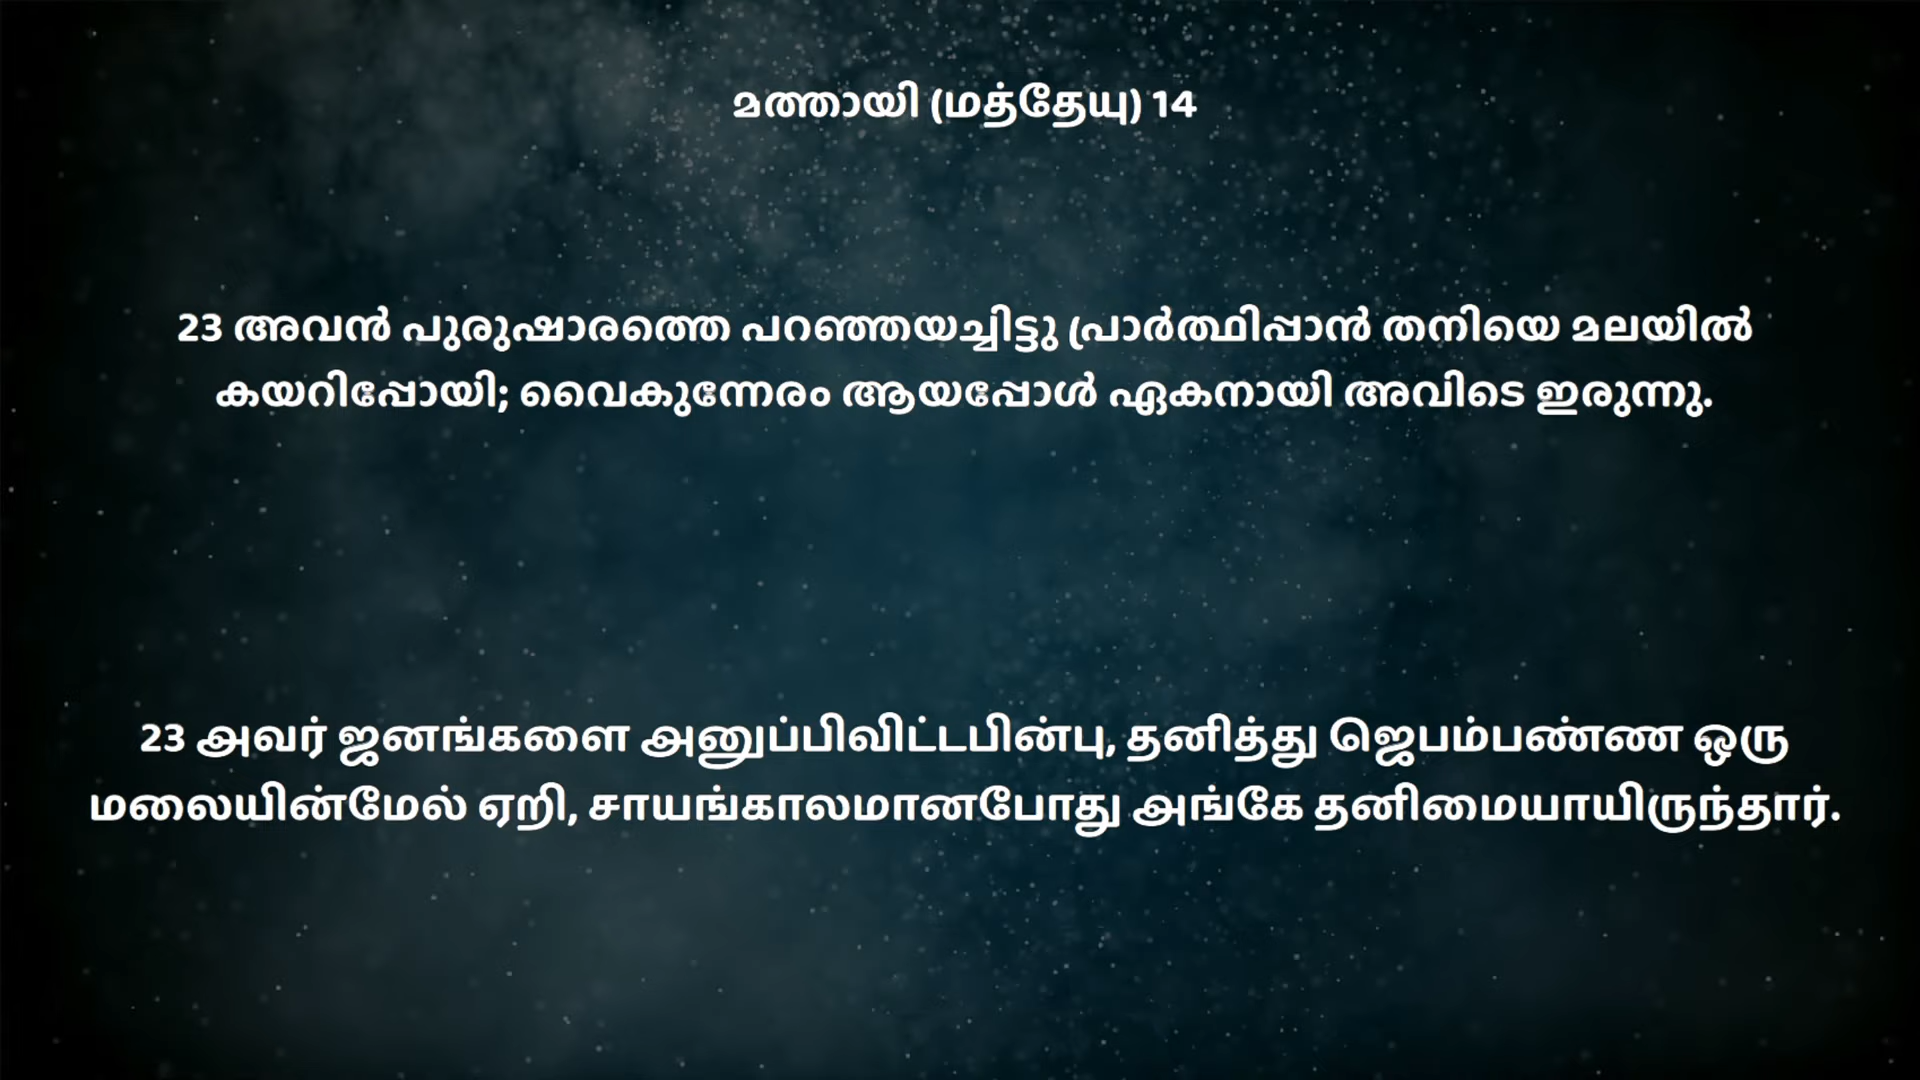 മത്തായി (மத்தேயு) 14
23 അവൻ പുരുഷാരത്തെ പറഞ്ഞയച്ചിട്ടു പ്രാർത്ഥിപ്പാൻ തനിയെ മലയിൽ
കയറിപ്പോയി; വൈകുന്നേരം ആയപ്പോൾ ഏകനായി അവിടെ ഇരുന്നു.
23 அவர் ஜனங்களை அனுப்பிவிட்டபின்பு, தனித்து ஜெபம்பண்ண ஒரு
மலையின்மேல் ஏறி, சாயங்காலமானபோது அங்கே தனிமையாயிருந்தார்.